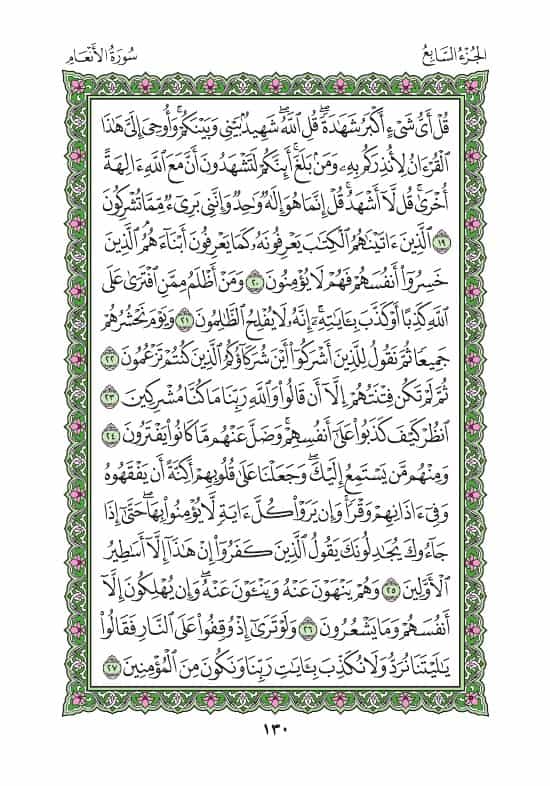 الجُزْءُ السَّابِعُ
سُورَةُ الأَنْعَام
قُلْ أَىُّ شَىْءٍ أَكْبَرُ شَهَٰدَةً ۖ قُلِ ٱللَّهُ ۖ شَهِيدٌۢ بَيْنِى وَبَيْنَكُمْ ۚ وَأُوحِىَ إِلَىَّ هَٰذَا
ٱلْقُرْءَانُ لِأُنذِرَكُم بِهِۦ وَمَنۢ بَلَغَ ۚ أَئِنَّكُمْ لَتَشْهَدُونَ أَنَّ مَعَ ٱللَّهِ ءَالِهَةً
أُخْرَىٰ ۚ قُل لَّآ أَشْهَدُ ۚ قُلْ إِنَّمَا هُوَ إِلَٰهٌ وَٰحِدٌ وَإِنَّنِى بَرِىٓءٌ مِّمَّا تُشْرِكُونَ
١٩ ٱلَّذِينَ ءَاتَيْنَٰهُمُ ٱلْكِتَٰبَ يَعْرِفُونَهُۥ كَمَا يَعْرِفُونَ أَبْنَآءَهُمُ ۘ ٱلَّذِينَ
خَسِرُوٓا۟ أَنفُسَهُمْ فَهُمْ لَا يُؤْمِنُونَ ٢٠ وَمَنْ أَظْلَمُ مِمَّنِ ٱفْتَرَىٰ عَلَى
ٱللَّهِ كَذِبًا أَوْ كَذَّبَ بِـَٔايَٰتِهِۦٓ ۗ إِنَّهُۥ لَا يُفْلِحُ ٱلظَّٰلِمُونَ ٢١ وَيَوْمَ نَحْشُرُهُمْ
جَمِيعًا ثُمَّ نَقُولُ لِلَّذِينَ أَشْرَكُوٓا۟ أَيْنَ شُرَكَآؤُكُمُ ٱلَّذِينَ كُنتُمْ تَزْعُمُونَ ٢٢
ثُمَّ لَمْ تَكُن فِتْنَتُهُمْ إِلَّآ أَن قَالُوا۟ وَٱللَّهِ رَبِّنَا مَا كُنَّا مُشْرِكِينَ ٢٣
ٱنظُرْ كَيْفَ كَذَبُوا۟ عَلَىٰٓ أَنفُسِهِمْ ۚ وَضَلَّ عَنْهُم مَّا كَانُوا۟ يَفْتَرُونَ ٢٤
وَمِنْهُم مَّن يَسْتَمِعُ إِلَيْكَ ۖ وَجَعَلْنَا عَلَىٰ قُلُوبِهِمْ أَكِنَّةً أَن يَفْقَهُوهُ
وَفِىٓ ءَاذَانِهِمْ وَقْرًا ۚ وَإِن يَرَوْا۟ كُلَّ ءَايَةٍ لَّا يُؤْمِنُوا۟ بِهَا ۚ حَتَّىٰٓ إِذَا
جَآءُوكَ يُجَٰدِلُونَكَ يَقُولُ ٱلَّذِينَ كَفَرُوٓا۟ إِنْ هَٰذَآ إِلَّآ أَسَٰطِيرُ
ٱلْأَوَّلِينَ ٢٥ وَهُمْ يَنْهَوْنَ عَنْهُ وَيَنْـَٔوْنَ عَنْهُ ۖ وَإِن يُهْلِكُونَ إِلَّآ
أَنفُسَهُمْ وَمَا يَشْعُرُونَ ٢٦ وَلَوْ تَرَىٰٓ إِذْ وُقِفُوا۟ عَلَى ٱلنَّارِ فَقَالُوا۟
يَٰلَيْتَنَا نُرَدُّ وَلَا نُكَذِّبَ بِـَٔايَٰتِ رَبِّنَا وَنَكُونَ مِنَ ٱلْمُؤْمِنِينَ ٢٧
١٣٠